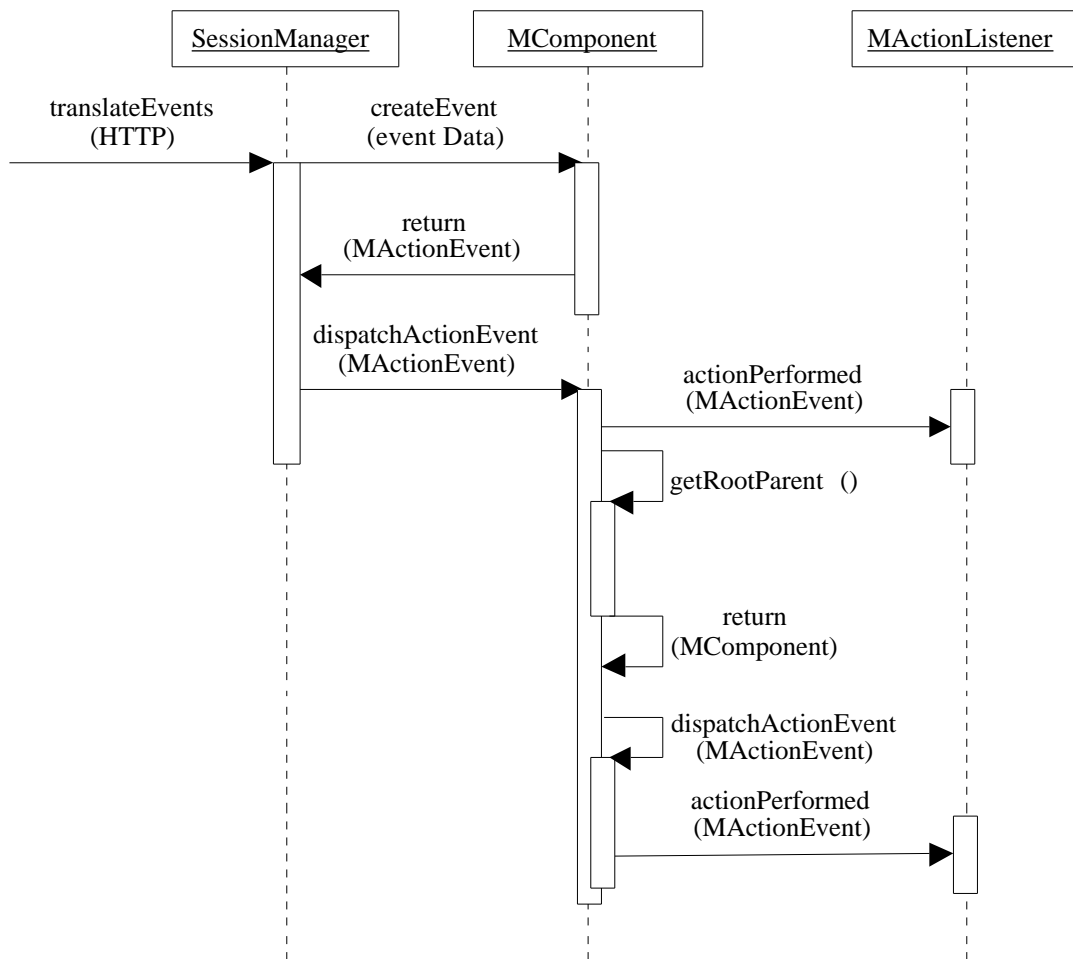 SessionManager
MComponent
MActionListener
translateEvents
(HTTP)
createEvent
(event Data)
return
(MActionEvent)
dispatchActionEvent
(MActionEvent)
actionPerformed
(MActionEvent)
getRootParent ()
return
(MComponent)
dispatchActionEvent
(MActionEvent)
actionPerformed
(MActionEvent)